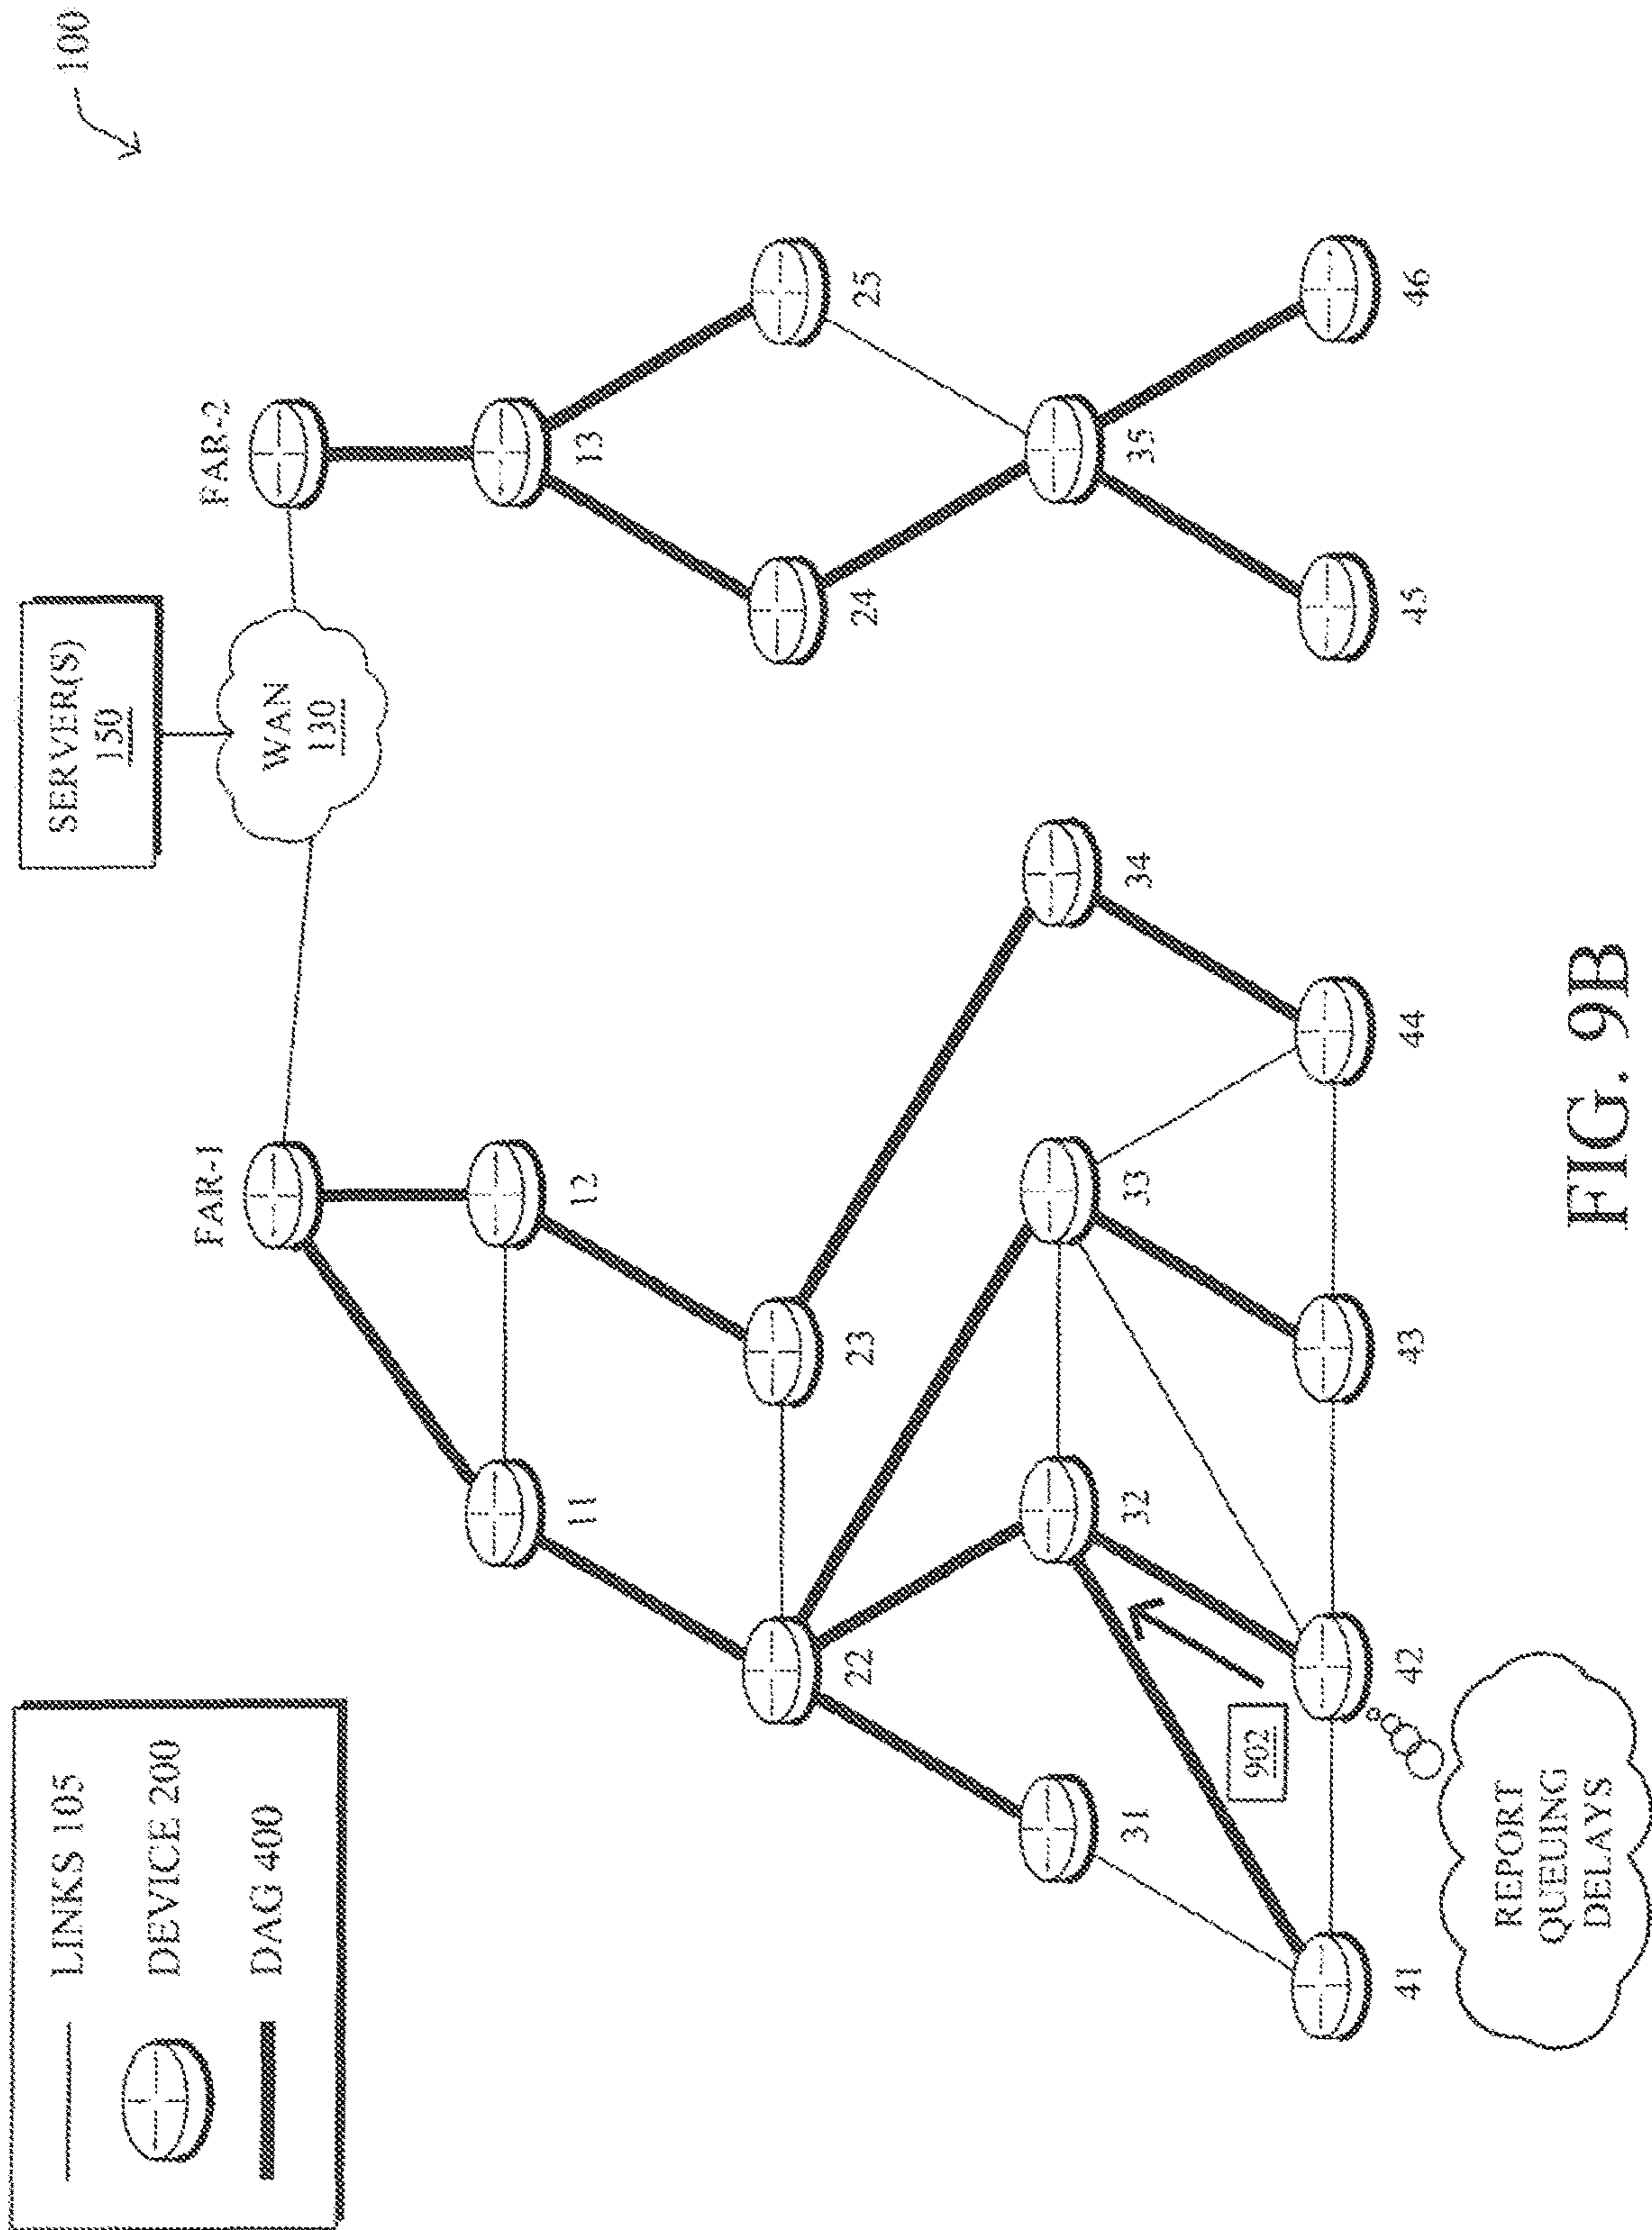 100
LINKS 105
DEVICE 200
DAG 400
SERVER(S)
150
WAN
130
FAR-1
FAR-2
11
12
13
22
23
24
25
31
32
33
34
35
902
41
42
43
44
45
46
REPORT
QUEUING
DELAYS
FIG. 9B